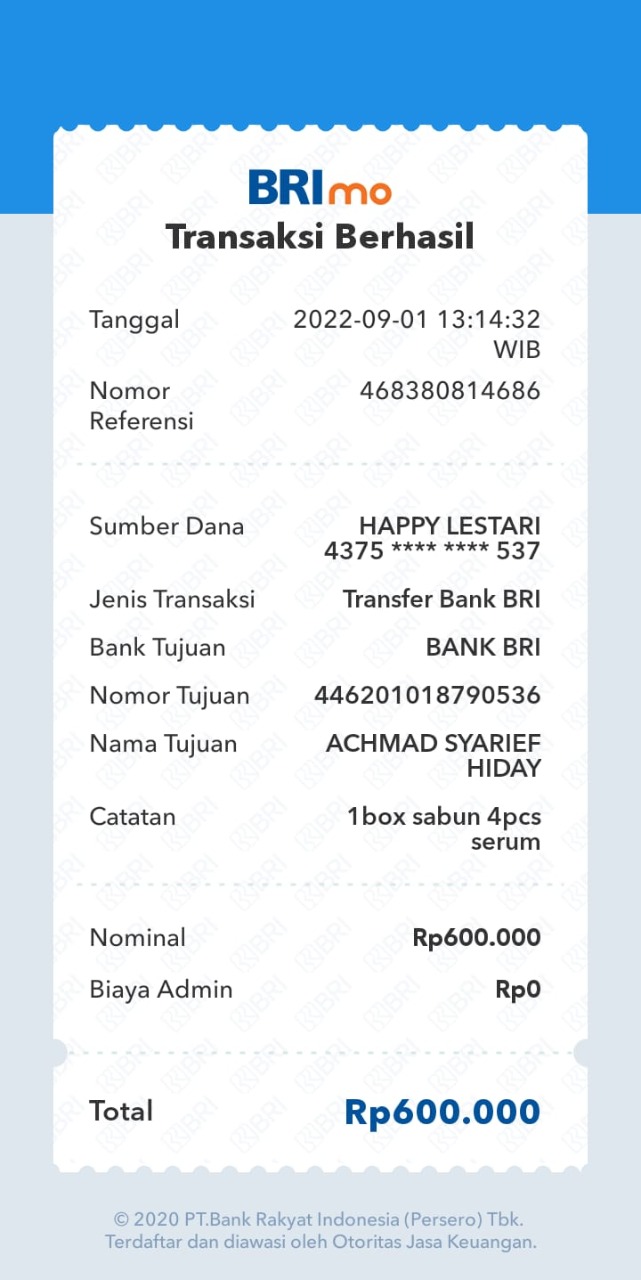 BRImo
Transaksi Berhasil
Tanggal 2022-09-01 13:14:32
WIB
Nomor 468380814686
Referensi
Sumber Dana HAPPY LESTARI
4375 **** **** 537
Jenis Transaksi Transfer Bank BRI
Bank Tujuan BANK BRI
Nomor Tujuan 446201018790536
Nama Tujuan ACHMAD SYARIEF
HIDAY
Catatan 1box sabun 4pcs
serum
Nominal Rp600.000
Biaya Admin Rp0
Total Rp600.000
© 2020 PT.Bank Rakyat Indonesia (Persero) Tbk.
Terdaftar dan diawasi oleh Otoritas Jasa Keuangan.